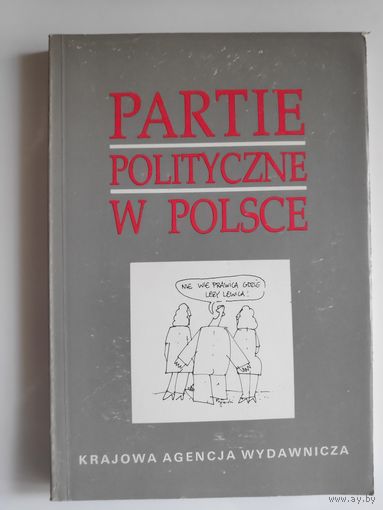 PARTIE
POLITYCZNE
W POLSCE
NIE WIE PRAWICA GDZIE
LEŻY LEWICA!
KRAJOWA AGENCJA WYDAWNICZA
www.ay.by